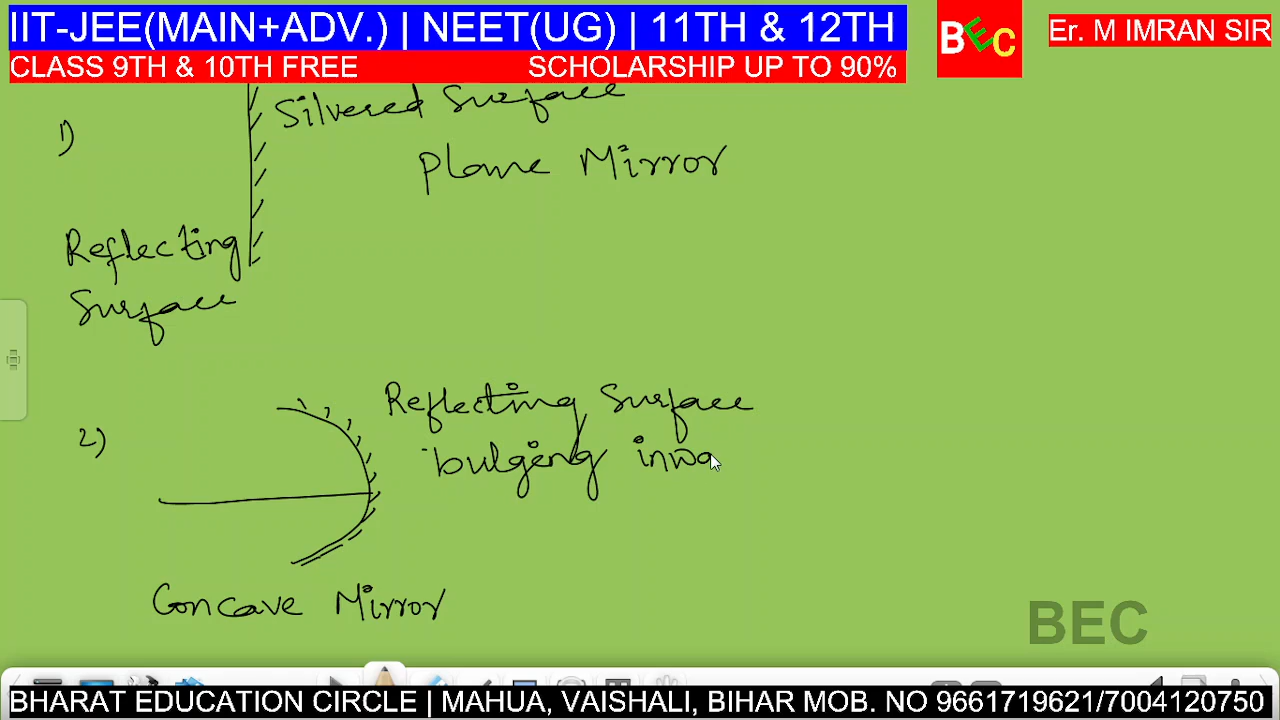 IIT-JEE(MAIN+ADV.) | NEET(UG) | 11TH & 12TH
BEC
Er. M IMRAN SIR
CLASS 9TH & 10TH FREE SCHOLARSHIP UP TO 90%
1)
Silvered Surface
Plane Mirror
Reflecting
Surface
2)
Reflecting Surface
bulging inwa
Concave Mirror
BEC
BHARAT EDUCATION CIRCLE | MAHUA, VAISHALI, BIHAR MOB. NO 9661719621/7004120750